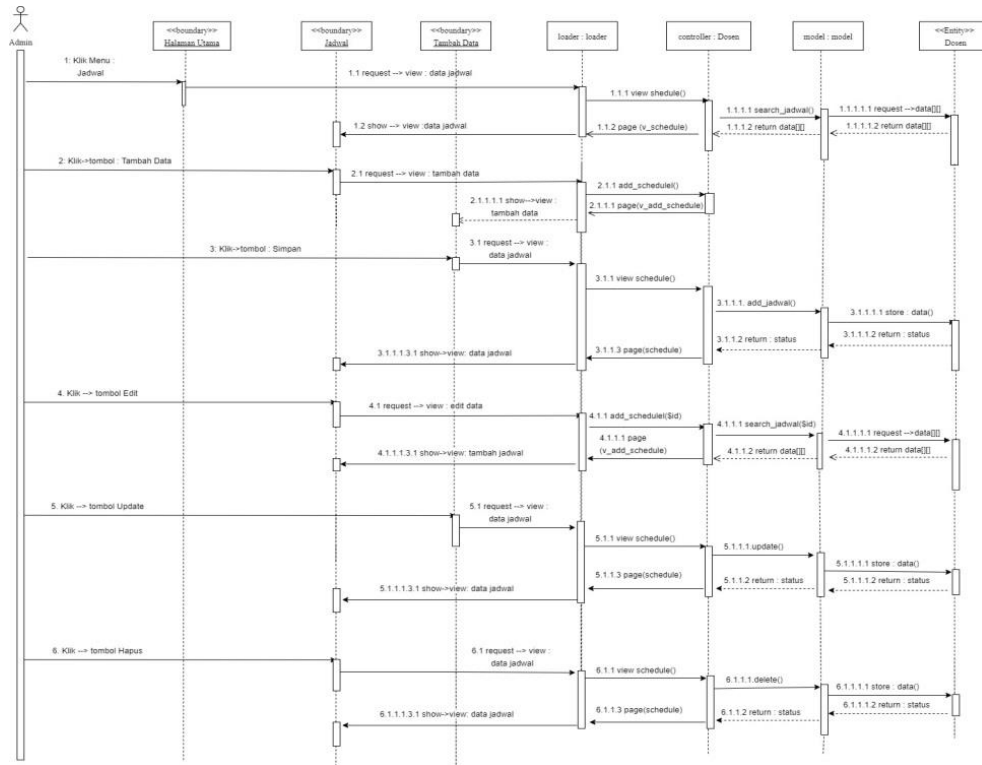 Admin
<<boundary>>
Halaman Utama
<<boundary>>
Jadwal
<<boundary>>
Tambah Data
loader : loader
controller : Dosen
model : model
<<Entity>>
Dosen
1: Klik Menu :
Jadwal
1.1 request --> view : data jadwal
1.1.1 view shedule()
1.1.1.1 search_jadwal()
1.1.1.1.1 request -->data[][]
1.2 show --> view :data jadwal
1.1.2 page (v_schedule)
1.1.1.2 return data[][]
1.1.1.1.2 return data[][]
2: Klik->tombol : Tambah Data
2.1 request --> view : tambah data
2.1.1 add_schedulel()
2.1.1.1.1 show-->view :
tambah data
2.1.1.1 page(v_add_schedule)
3: Klik->tombol : Simpan
3.1 request --> view :
data jadwal
3.1.1 view schedule()
3.1.1.1. add_jadwal()
3.1.1.1.1 store : data()
3.1.1.1.3.1 show->view: data jadwal
3.1.1.3 page(schedule)
3.1.1.2 return : status
3.1.1.1.2 return : status
4. Klik --> tombol Edit
4.1 request --> view : edit data
4.1.1 add_schedulel($id)
4.1.1.1 search_jadwal($id)
4.1.1.1.1 request -->data[][]
4.1.1.1.3.1 show->view: tambah jadwal
4.1.1.1 page
(v_add_schedule)
4.1.1.2 return data[][]
4.1.1.1.2 return data[][]
5. Klik --> tombol Update
5.1 request --> view :
data jadwal
5.1.1 view schedule()
5.1.1.1.update()
5.1.1.1.1 store : data()
5.1.1.1.3.1 show->view: data jadwal
5.1.1.3 page(schedule)
5.1.1.2 return : status
5.1.1.1.2 return : status
6. Klik --> tombol Hapus
6.1 request --> view :
data jadwal
6.1.1 view schedule()
6.1.1.1.delete()
6.1.1.1.1 store : data()
6.1.1.1.3.1 show->view: data jadwal
6.1.1.3 page(schedule)
6.1.1.2 return : status
6.1.1.1.2 return : status